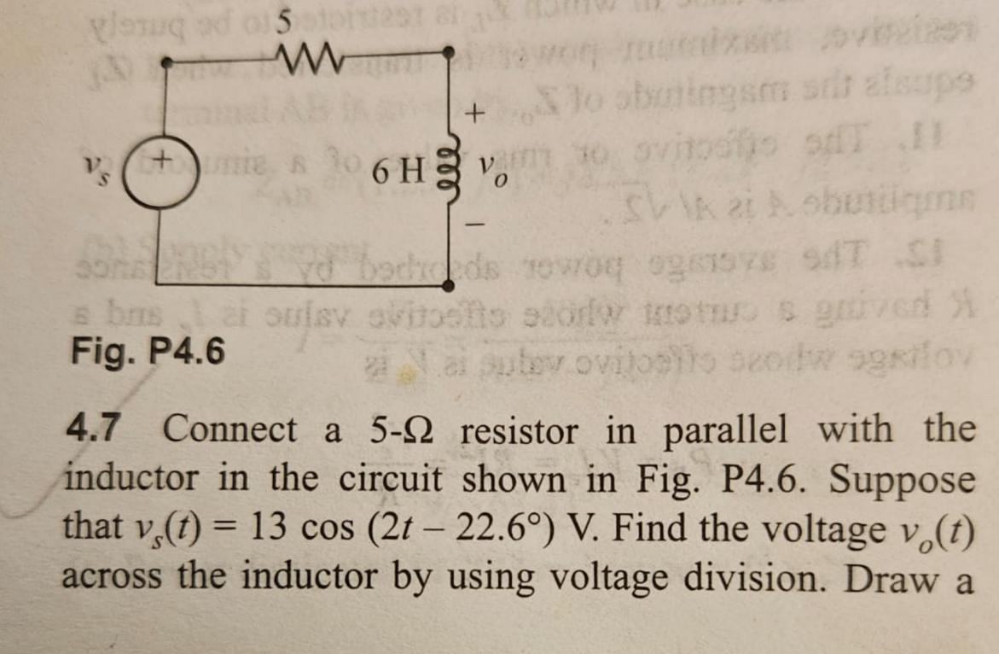 5
+
v_s
+
6 H
v_o
–
Fig. P4.6
4.7 Connect a 5-Ω resistor in parallel with the
inductor in the circuit shown in Fig. P4.6. Suppose
that v_s(t) = 13 cos (2t – 22.6°) V. Find the voltage v_o(t)
across the inductor by using voltage division. Draw a